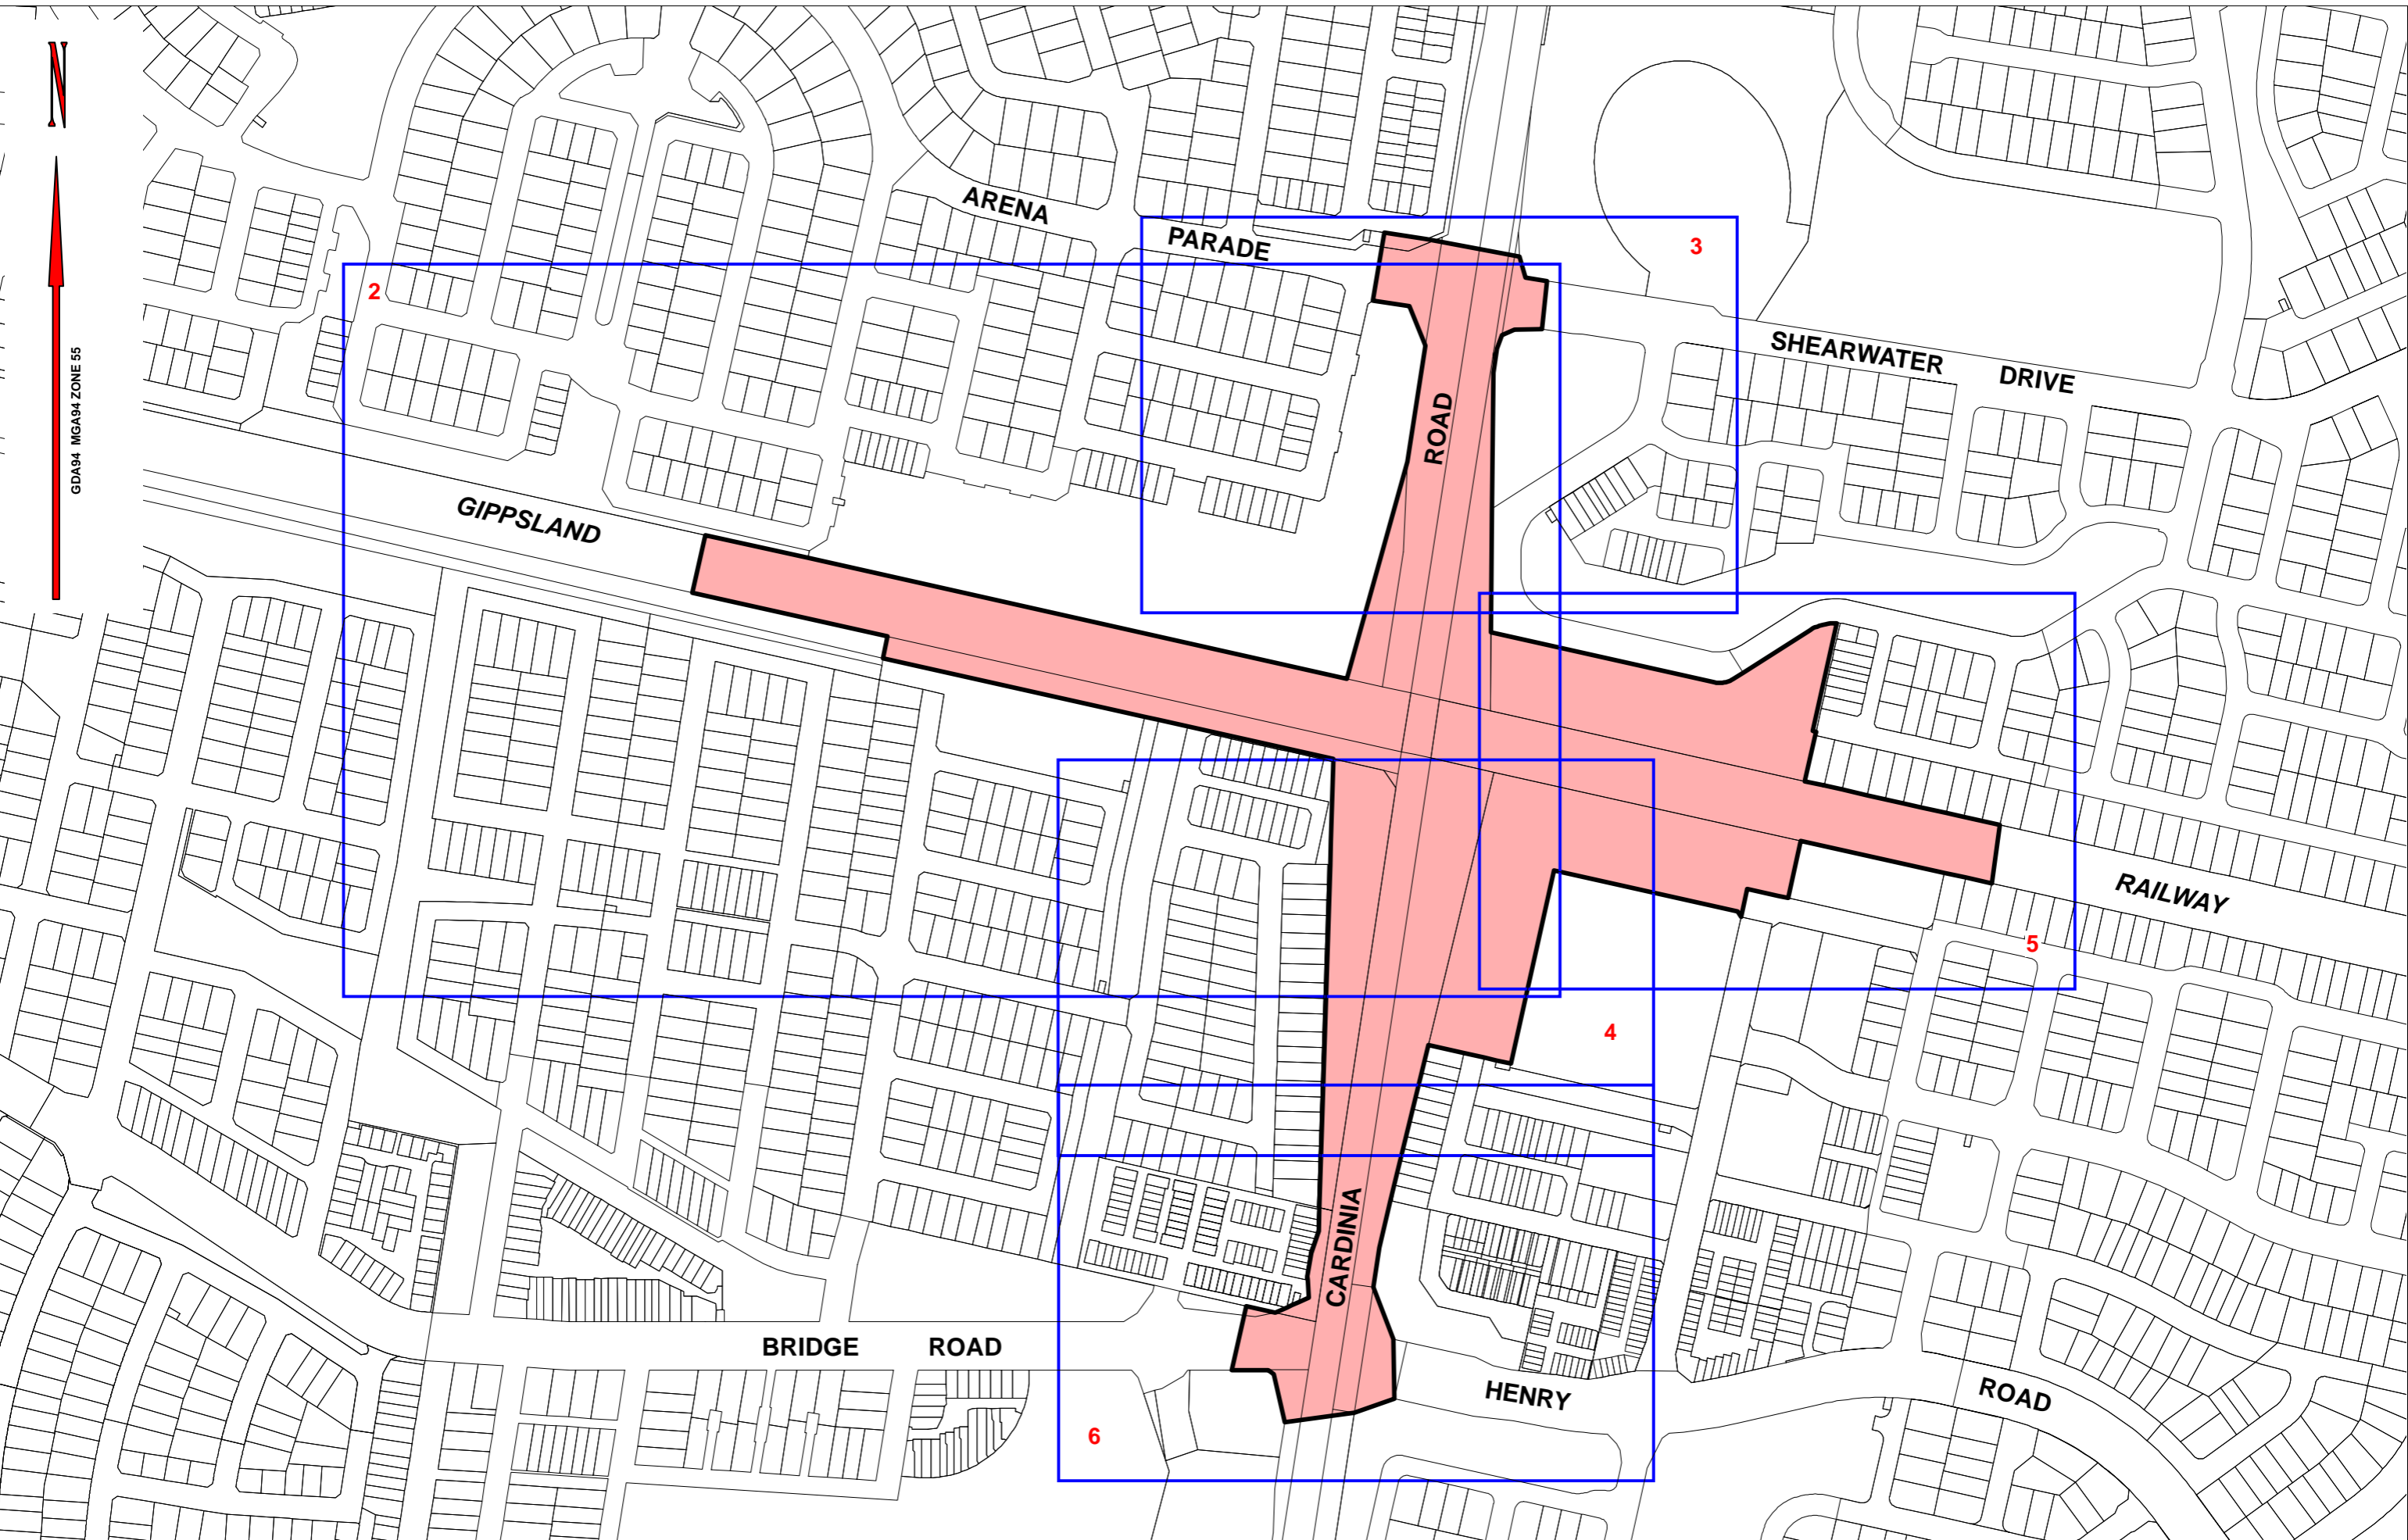 N
GDA94 MGA94 ZONE 55
ARENA
PARADE
3
2
SHEARWATER DRIVE
ROAD
GIPPSLAND
RAILWAY
5
4
CARDINIA
BRIDGE ROAD
HENRY
ROAD
6